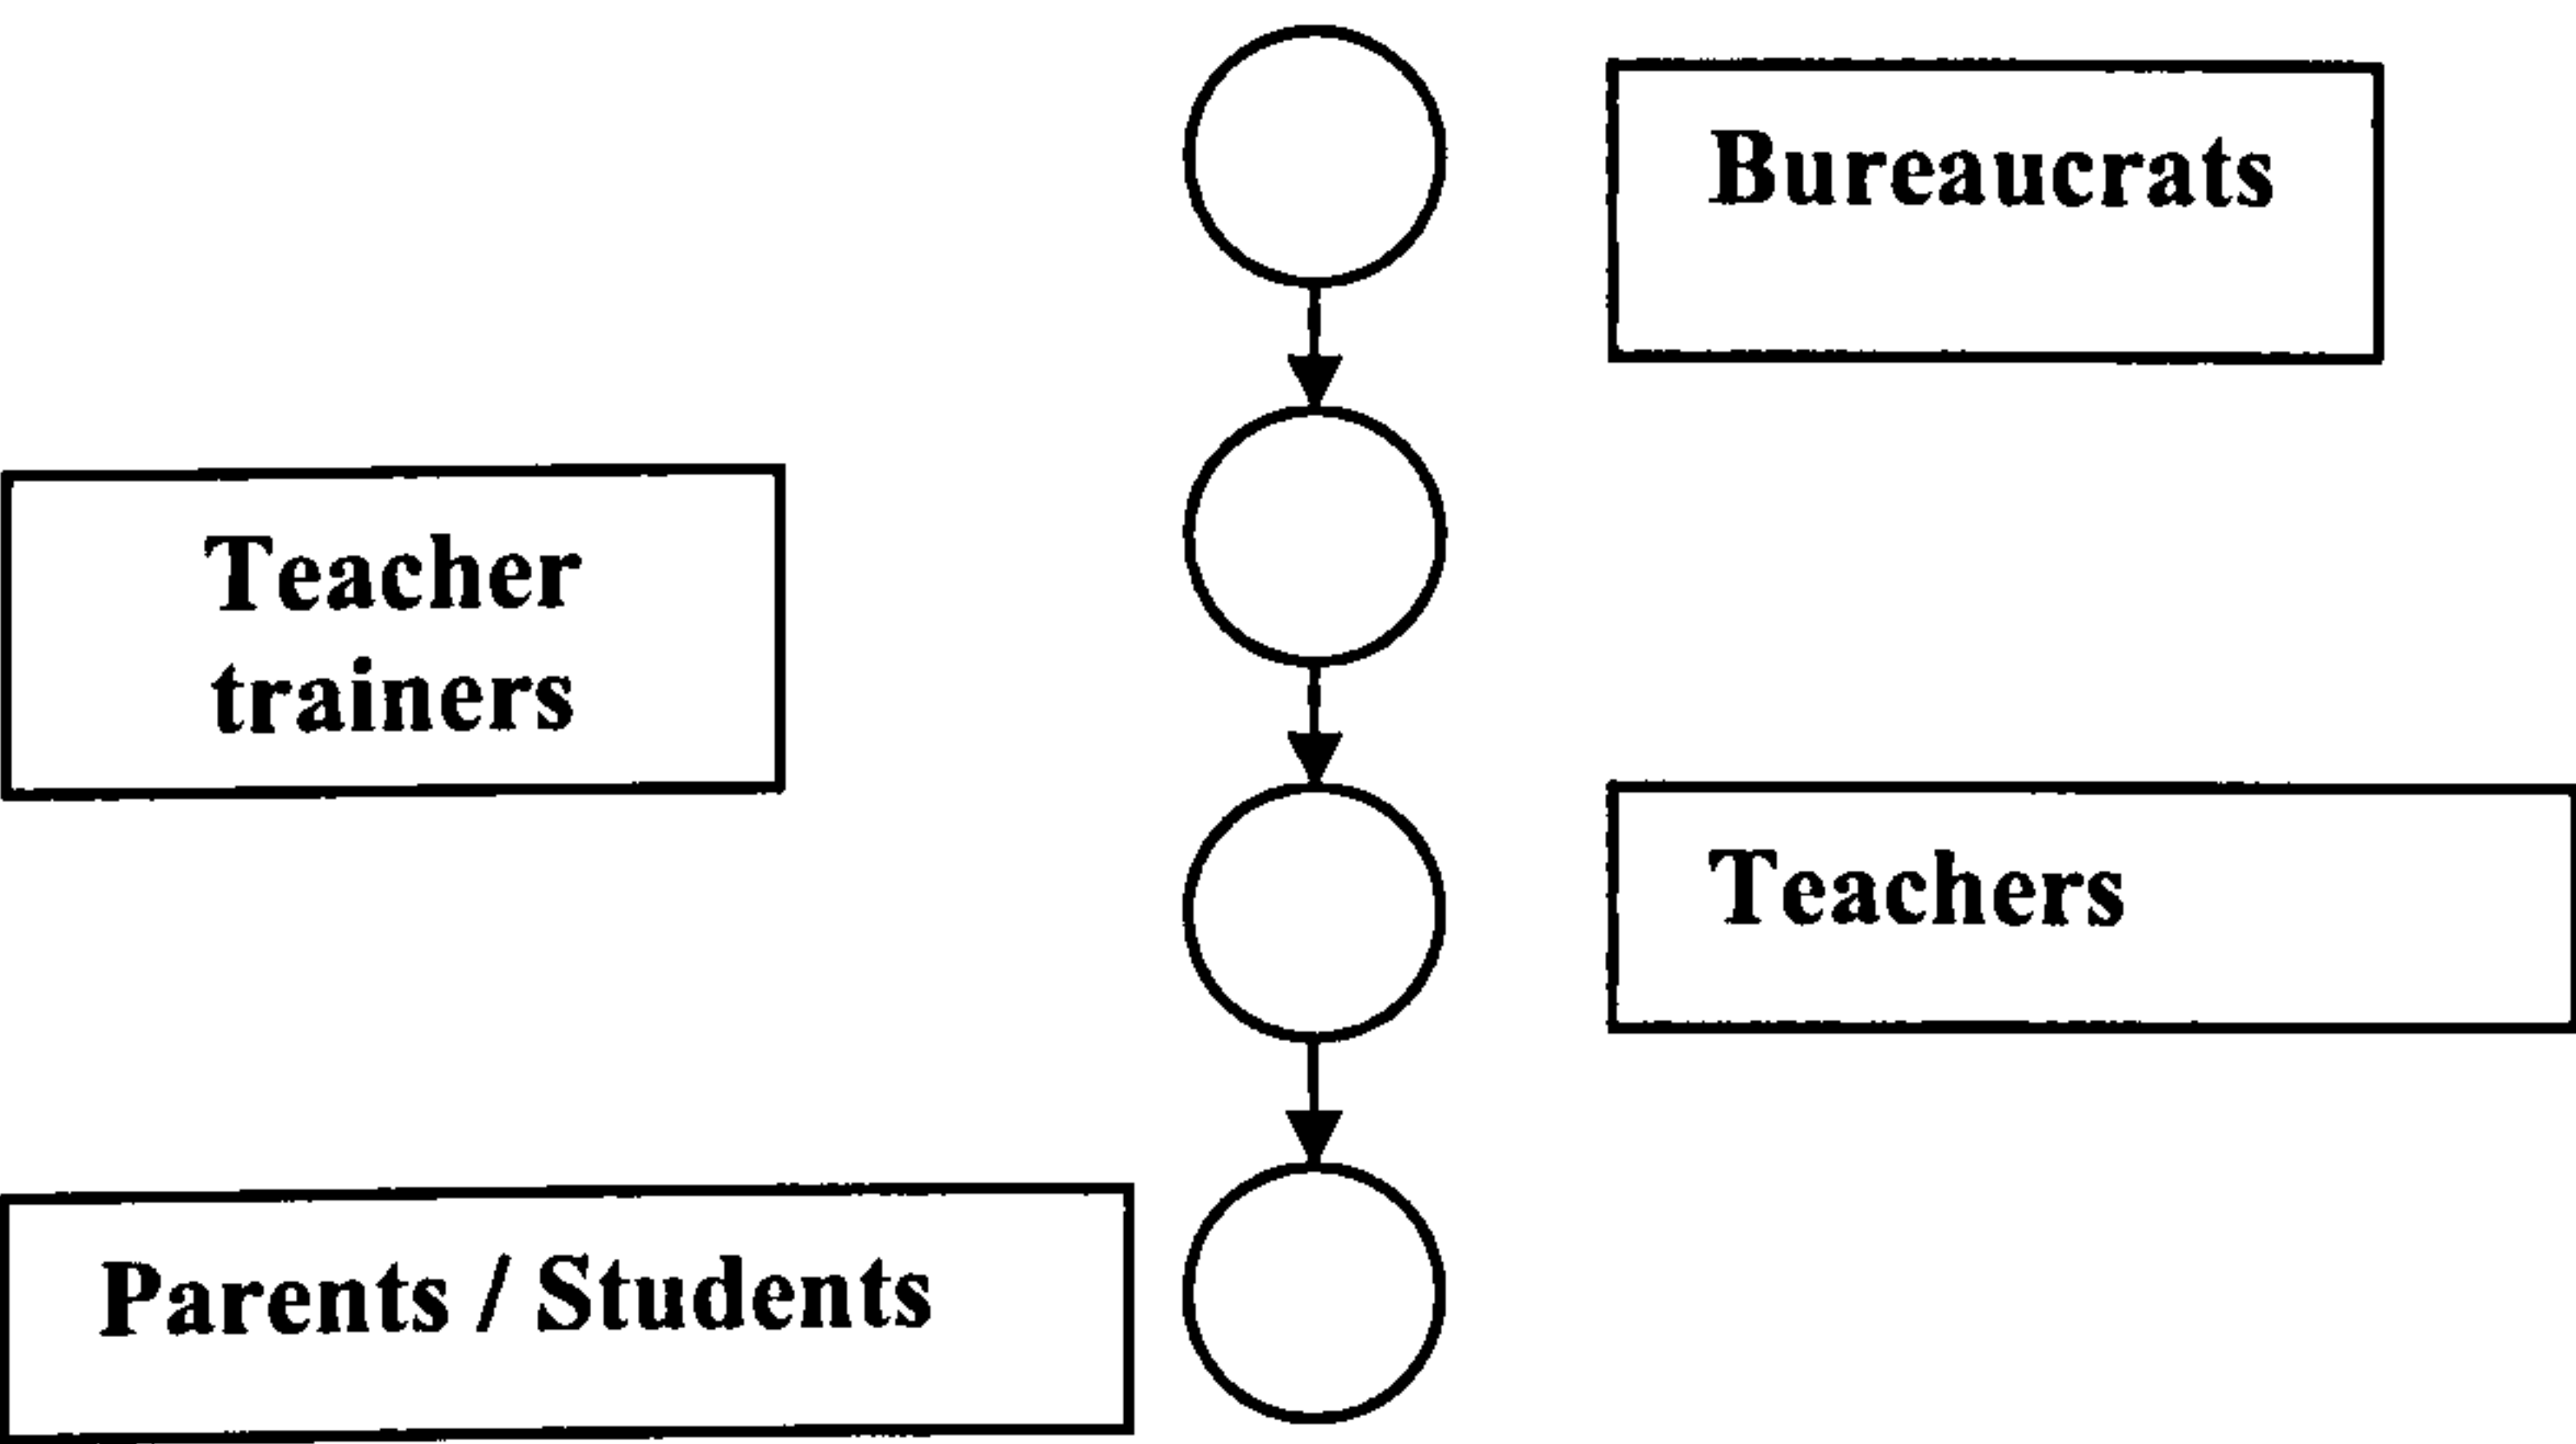 Bureaucrats
Teacher
trainers
Teachers
Parents / Students